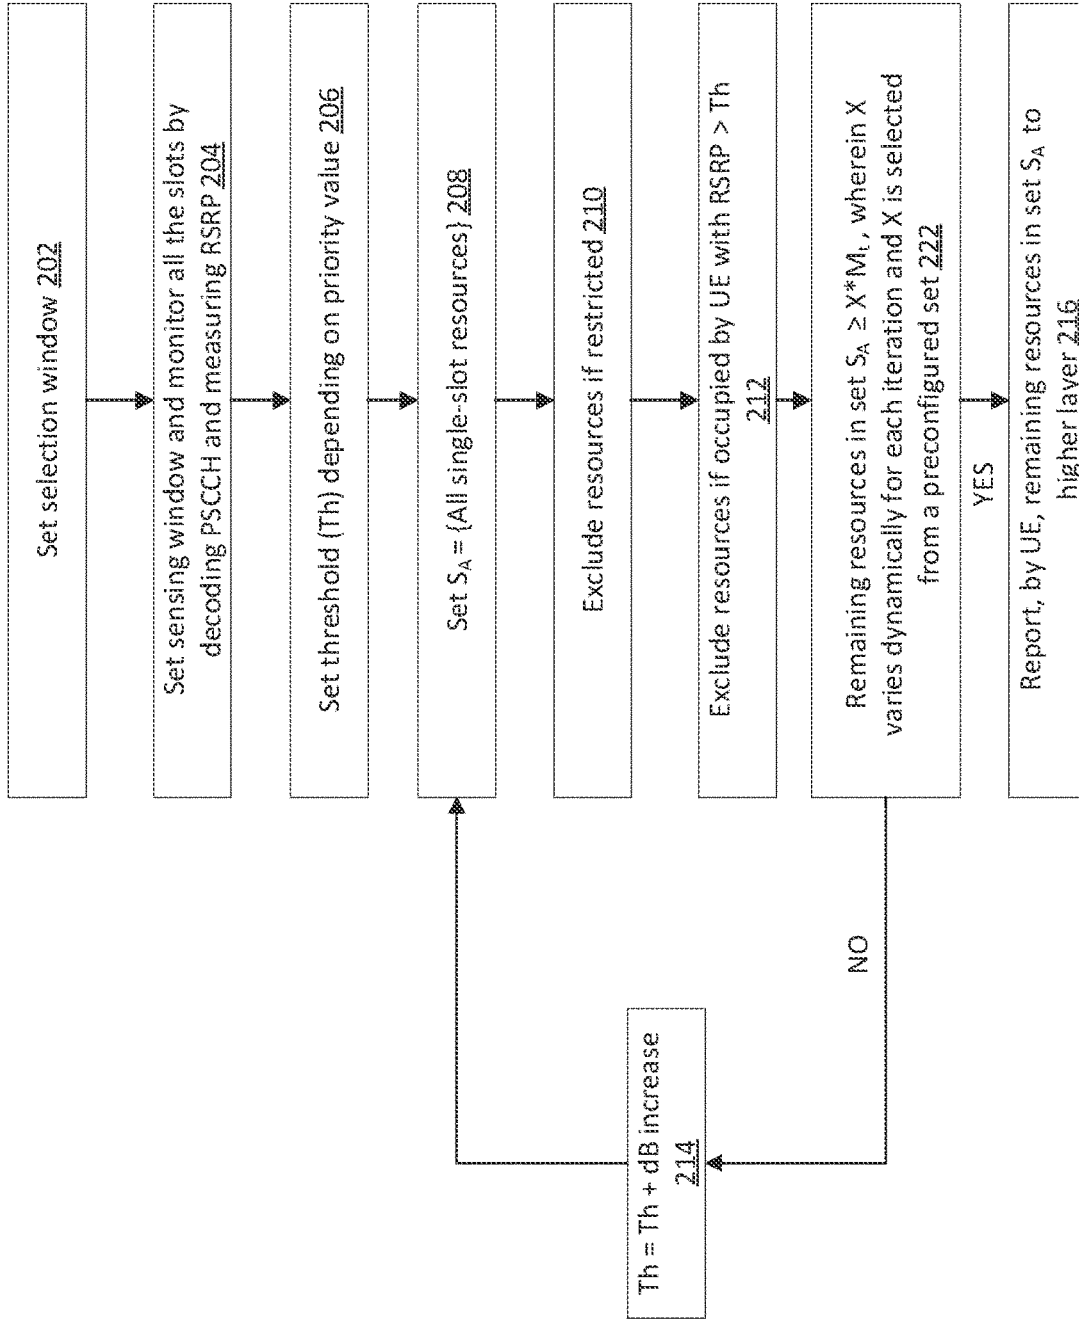 Set selection window 202
Set sensing window and monitor all the slots by
decoding PSCCH and measuring RSRP 204
Set threshold (Th) depending on priority value 206
Set S_A = {All single-slot resources} 208
Exclude resources if restricted 210
Exclude resources if occupied by UE with RSRP > Th
212
Remaining resources in set S_A ≥ X*M_t, wherein X
varies dynamically for each iteration and X is selected
from a preconfigured set 222
NO
Th = Th + dB increase
214
YES
Report, by UE, remaining resources in set S_A to
higher layer 216